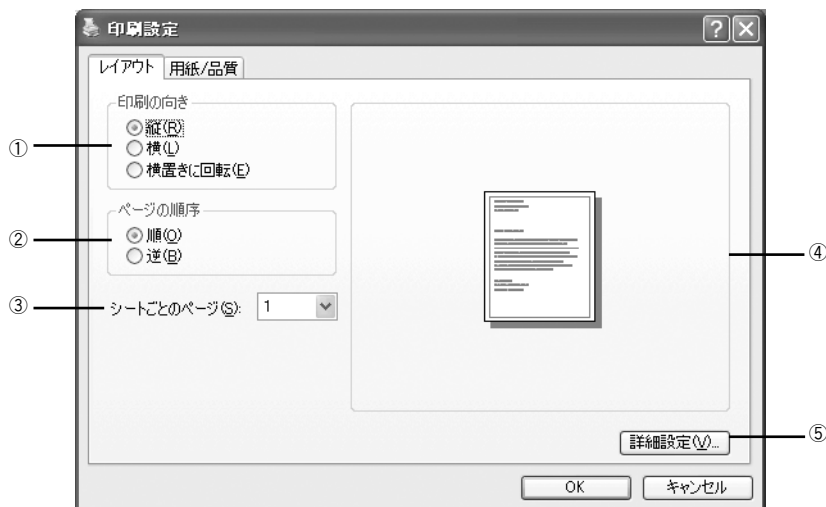 印刷設定
レイアウト 用紙/品質
印刷の向き
① 縦(R)
横(L)
横置きに回転(E)
ページの順序
② 順(O)
逆(B)
③ シートごとのページ(S): 1
④
詳細設定(V)... ⑤
OK キャンセル